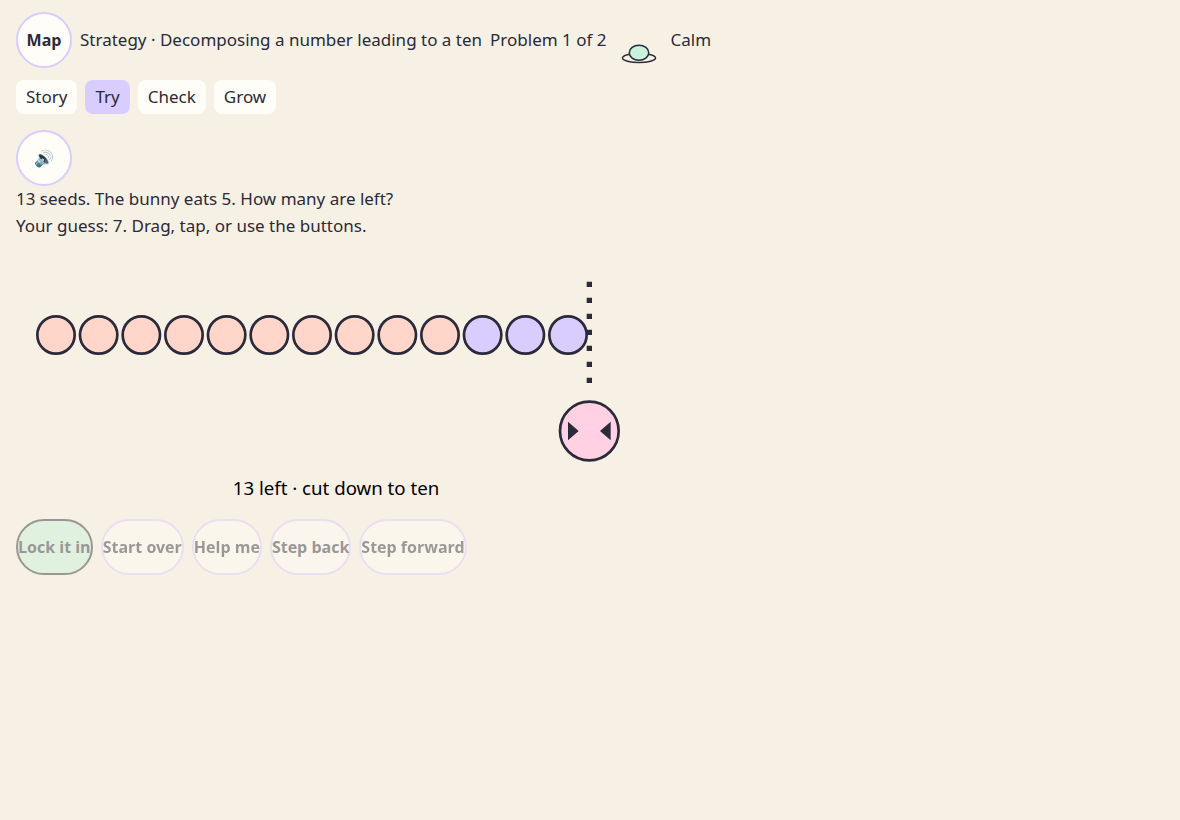 Map Strategy · Decomposing a number leading to a ten Problem 1 of 2 Calm
Story Try Check Grow
13 seeds. The bunny eats 5. How many are left?
Your guess: 7. Drag, tap, or use the buttons.
13 left · cut down to ten
Lock it in Start over Help me Step back Step forward